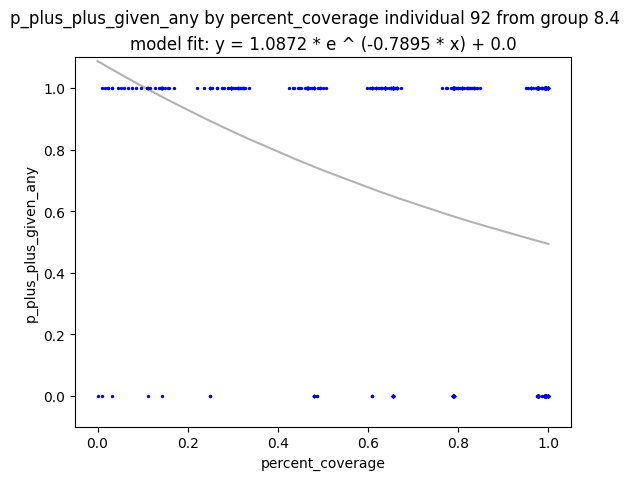 p_plus_plus_given_any by percent_coverage individual 92 from group 8.4
model fit: y = 1.0872 * e ^ (-0.7895 * x) + 0.0
1.0
0.8
0.6
0.4
0.2
0.0
p_plus_plus_given_any
0.0 0.2 0.4 0.6 0.8 1.0
percent_coverage